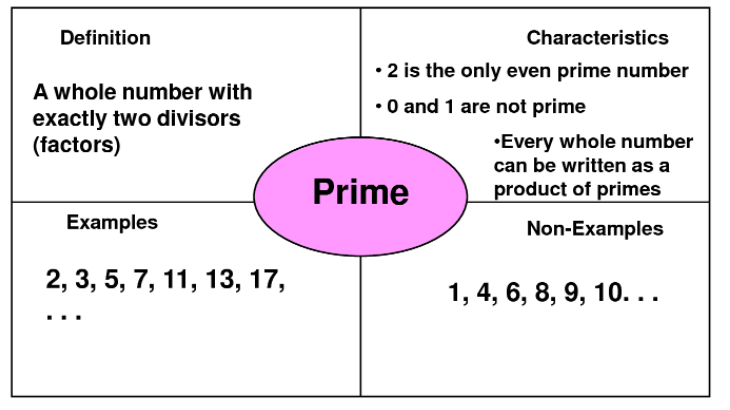 Definition
A whole number with
exactly two divisors
(factors)
Characteristics
• 2 is the only even prime number
• 0 and 1 are not prime
•Every whole number
can be written as a
product of primes
Prime
Examples
2, 3, 5, 7, 11, 13, 17,
. . .
Non-Examples
1, 4, 6, 8, 9, 10. . .